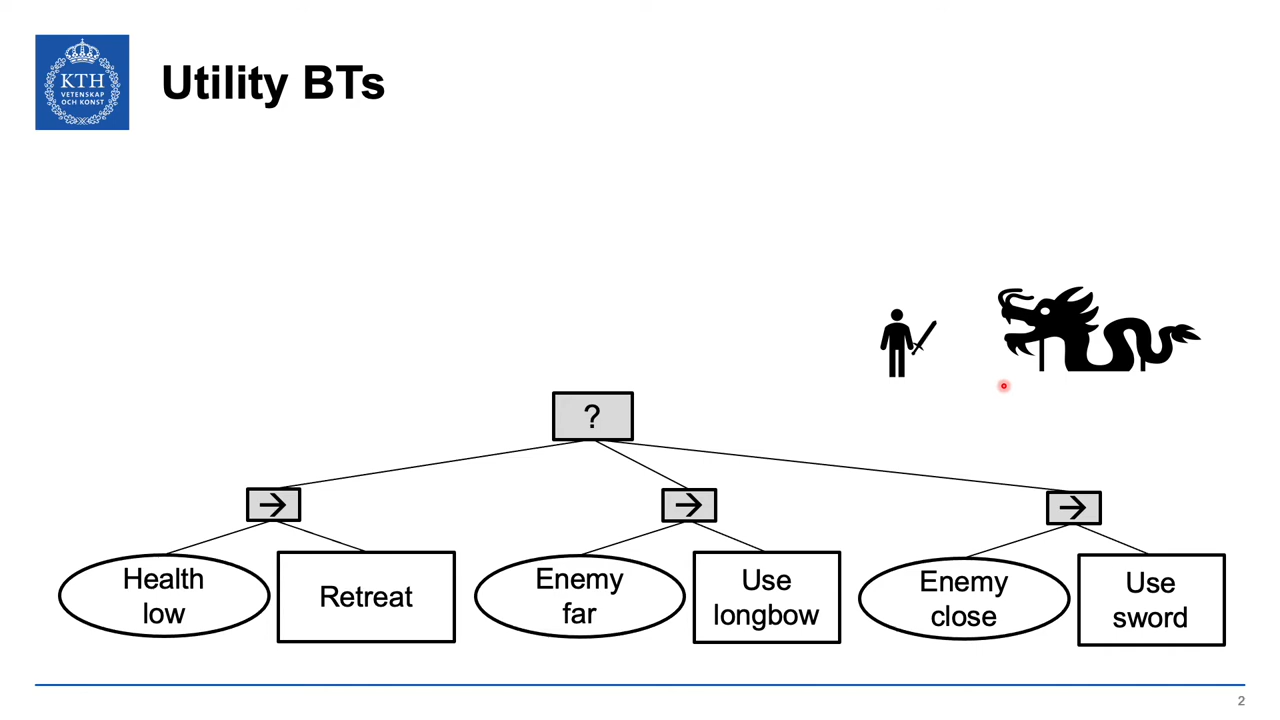 KTH
VETENSKAP
OCH KONST
Utility BTs
?
→
→
→
Health
low
Retreat
Enemy
far
Use
longbow
Enemy
close
Use
sword
2